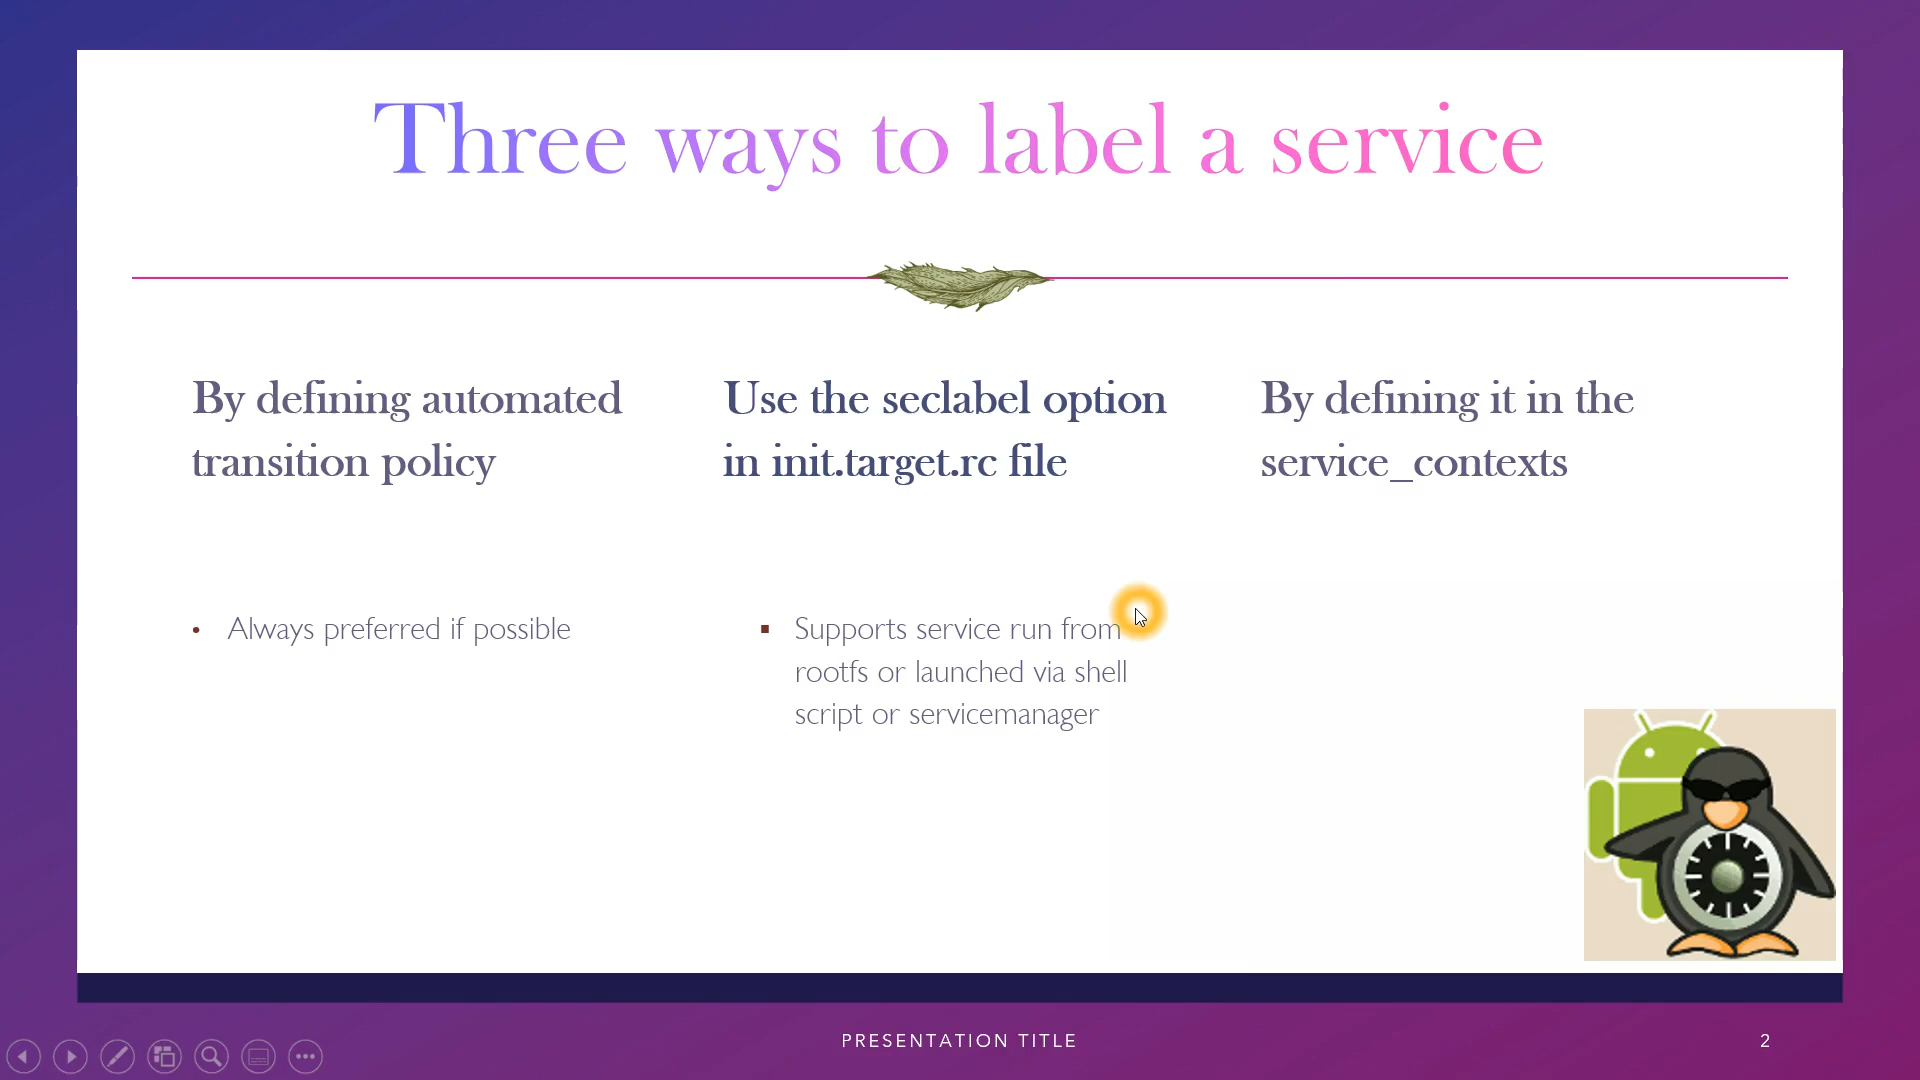 Three ways to label a service
By defining automated
transition policy
Use the seclabel option
in init.target.rc file
By defining it in the
service_contexts
• Always preferred if possible
▪ Supports service run from
rootfs or launched via shell
script or servicemanager
PRESENTATION TITLE
2